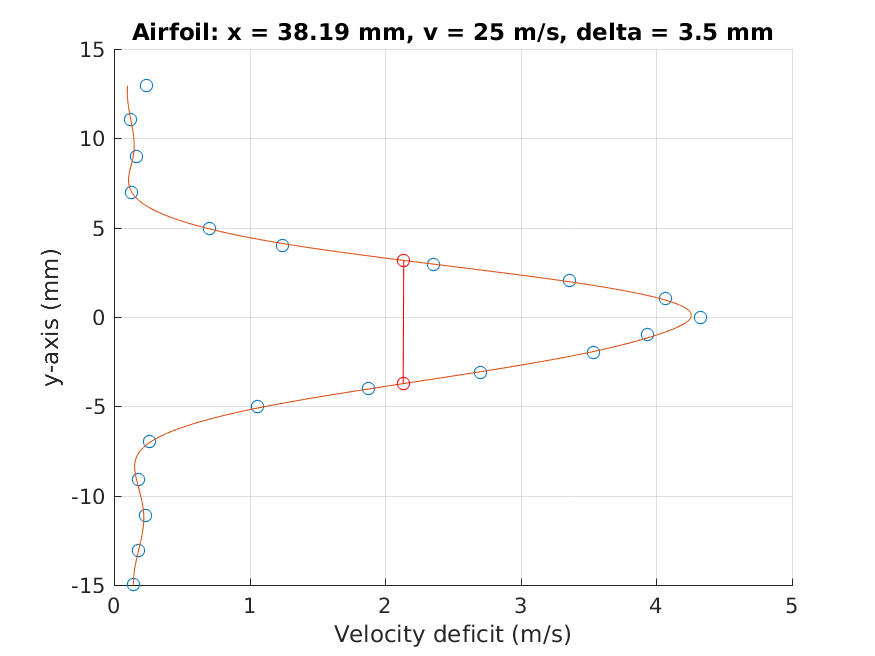 Airfoil: x = 38.19 mm, v = 25 m/s, delta = 3.5 mm
15
10
5
0
-5
-10
-15
y-axis (mm)
0 1 2 3 4 5
Velocity deficit (m/s)